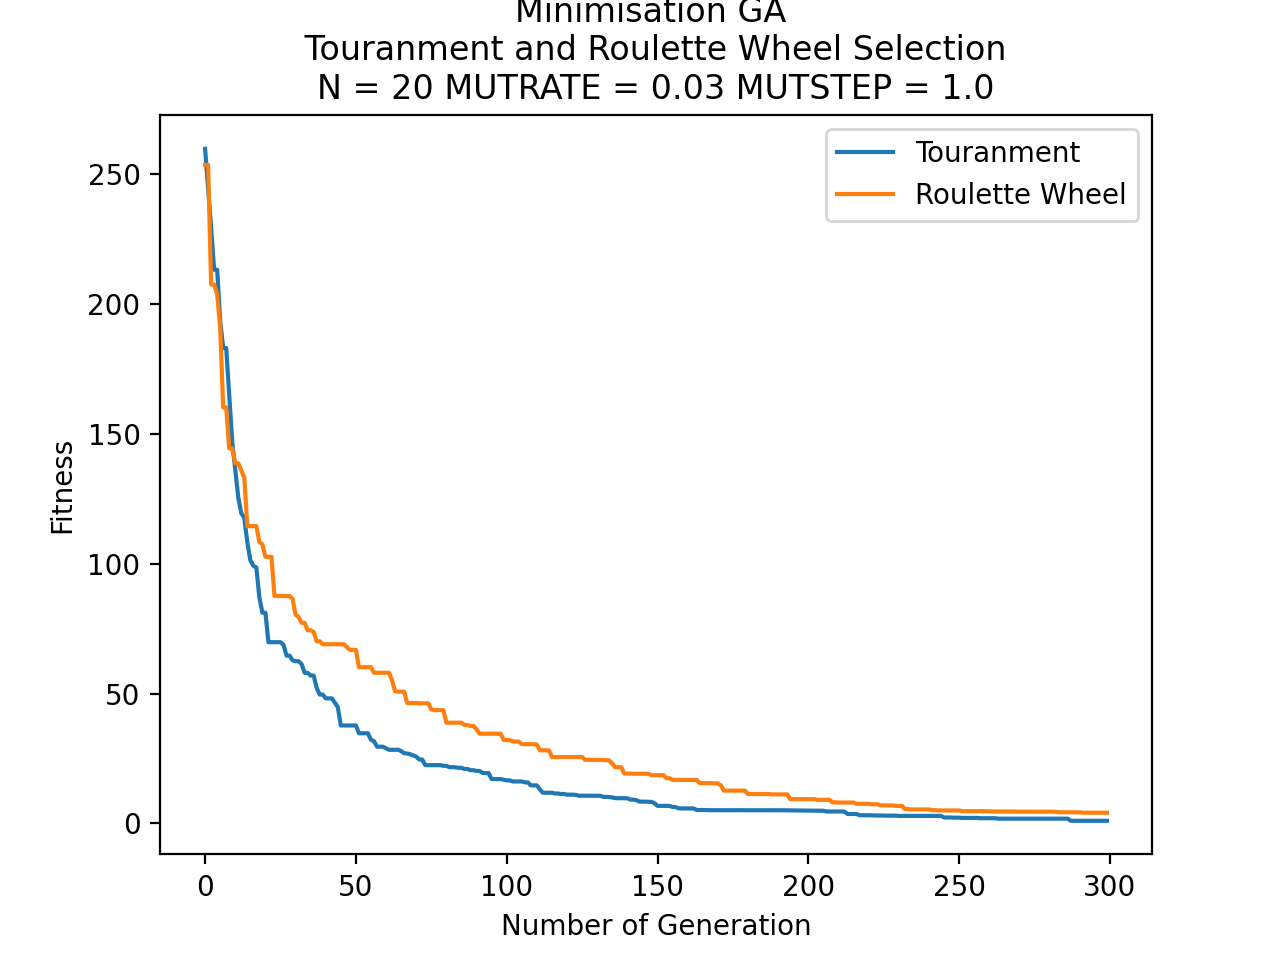 Minimisation GA
Touranment and Roulette Wheel Selection
N = 20 MUTRATE = 0.03 MUTSTEP = 1.0
Touranment
Roulette Wheel
Fitness
250
200
150
100
50
0
0 50 100 150 200 250 300
Number of Generation